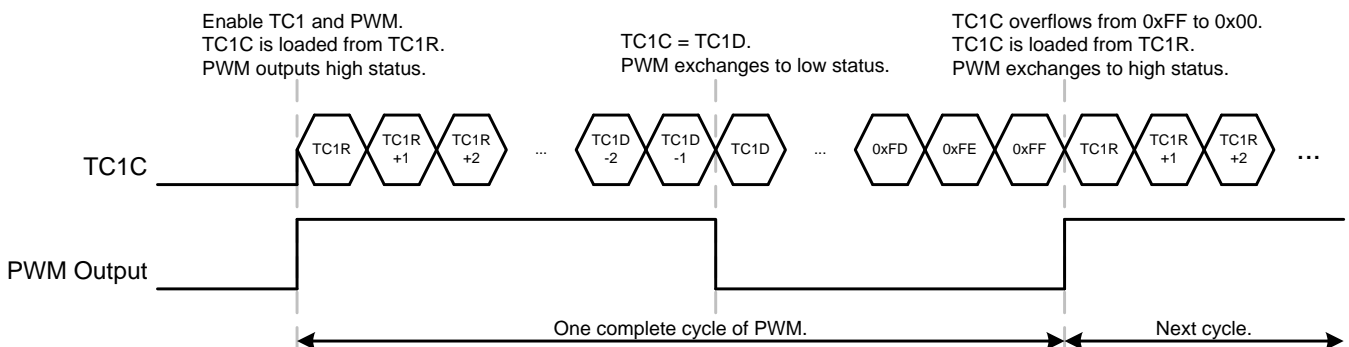 Enable TC1 and PWM.
TC1C is loaded from TC1R.
PWM outputs high status.
TC1C = TC1D.
PWM exchanges to low status.
TC1C overflows from 0xFF to 0x00.
TC1C is loaded from TC1R.
PWM exchanges to high status.
TC1C
TC1R
TC1R
+1
TC1R
+2
...
TC1D
-2
TC1D
-1
TC1D
...
0xFD
0xFE
0xFF
TC1R
TC1R
+1
TC1R
+2
...
PWM Output
One complete cycle of PWM.
Next cycle.